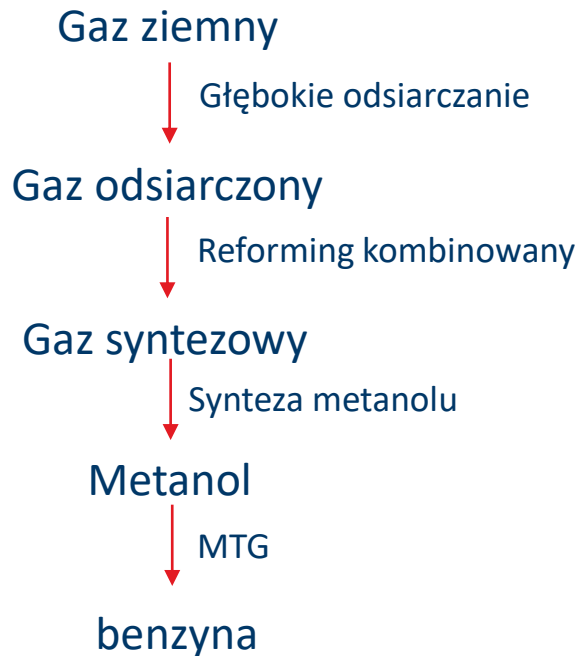 Gaz ziemny
Głębokie odsiarczanie
Gaz odsiarczony
Reforming kombinowany
Gaz syntezowy
Synteza metanolu
Metanol
MTG
benzyna